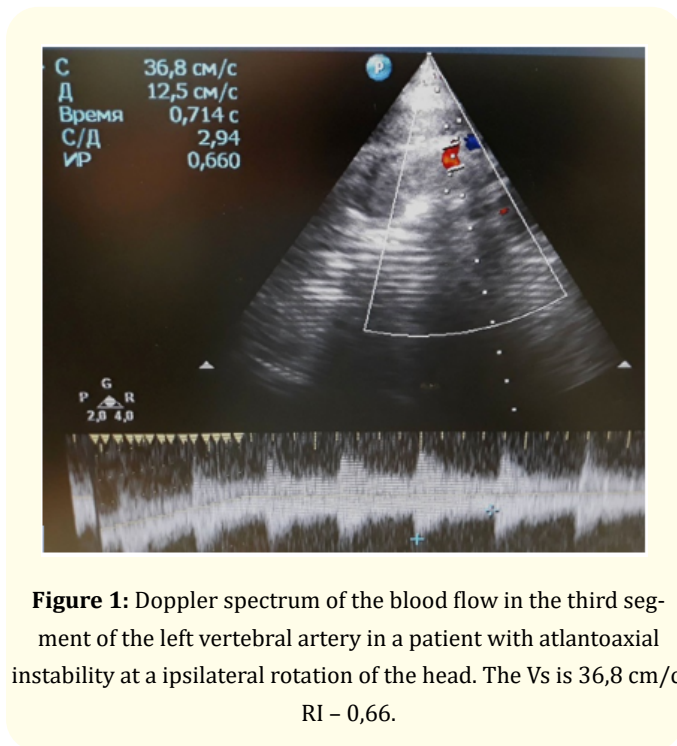 С 36,8 см/с
Д 12,5 см/с
Время 0,714 с
С/Д 2,94
ИР 0,660
P
G
P R
2,0 4,0
Figure 1: Doppler spectrum of the blood flow in the third seg-
ment of the left vertebral artery in a patient with atlantoaxial
instability at a ipsilateral rotation of the head. The Vs is 36,8 cm/c
RI – 0,66.